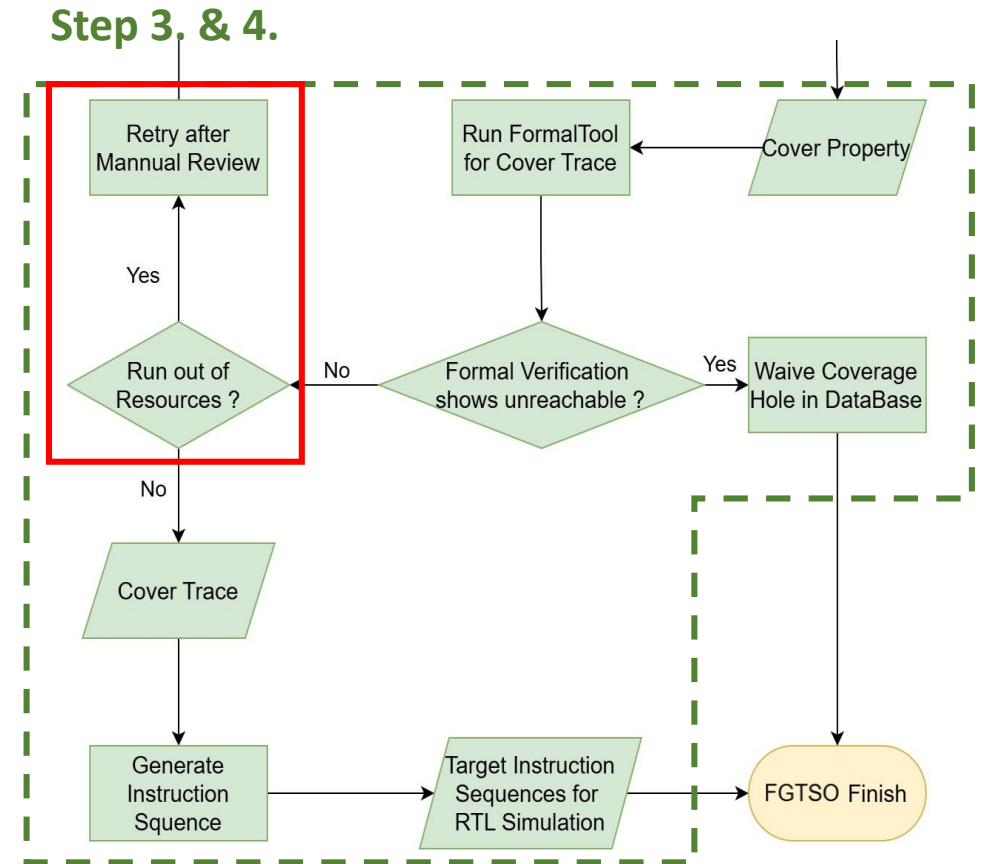 Step 3. & 4.
Retry after
Mannual Review
Run FormalTool
for Cover Trace
Cover Property
Yes
Run out of
Resources ?
No
Formal Verification
shows unreachable ?
Yes
Waive Coverage
Hole in DataBase
No
Cover Trace
Generate
Instruction
Squence
Target Instruction
Sequences for
RTL Simulation
FGTSO Finish